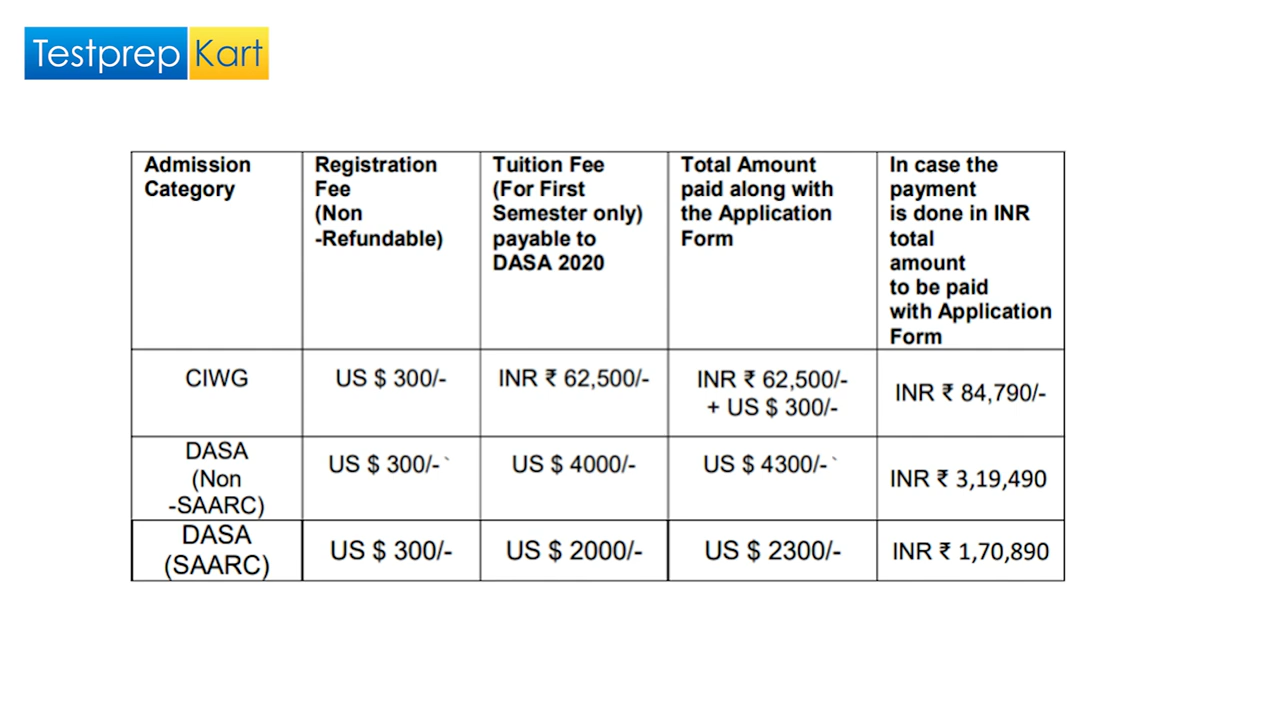 Testprep Kart
Admission
Category
Registration
Fee
(Non
-Refundable)
Tuition Fee
(For First
Semester only)
payable to
DASA 2020
Total Amount
paid along with
the Application
Form
In case the
payment
is done in INR
total
amount
to be paid
with Application
Form
CIWG
US $ 300/-
INR ₹ 62,500/-
INR ₹ 62,500/-
+ US $ 300/-
INR ₹ 84,790/-
DASA
(Non
-SAARC)
US $ 300/-`
US $ 4000/-
US $ 4300/-`
INR ₹ 3,19,490
DASA
(SAARC)
US $ 300/-
US $ 2000/-
US $ 2300/-
INR ₹ 1,70,890